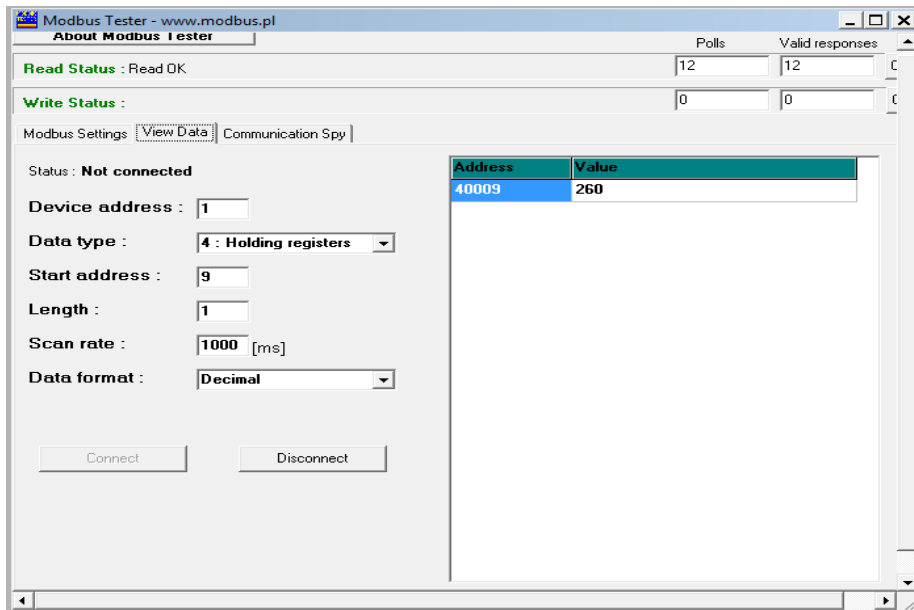 Modbus Tester - www.modbus.pl
About Modbus Tester
Polls Valid responses
Read Status : Read OK 12 12
Write Status : 0 0
Modbus Settings View Data Communication Spy
Status : Not connected
Address Value
40009 260
Device address : 1
Data type : 4 : Holding registers
Start address : 9
Length : 1
Scan rate : 1000 [ms]
Data format : Decimal
Connect Disconnect